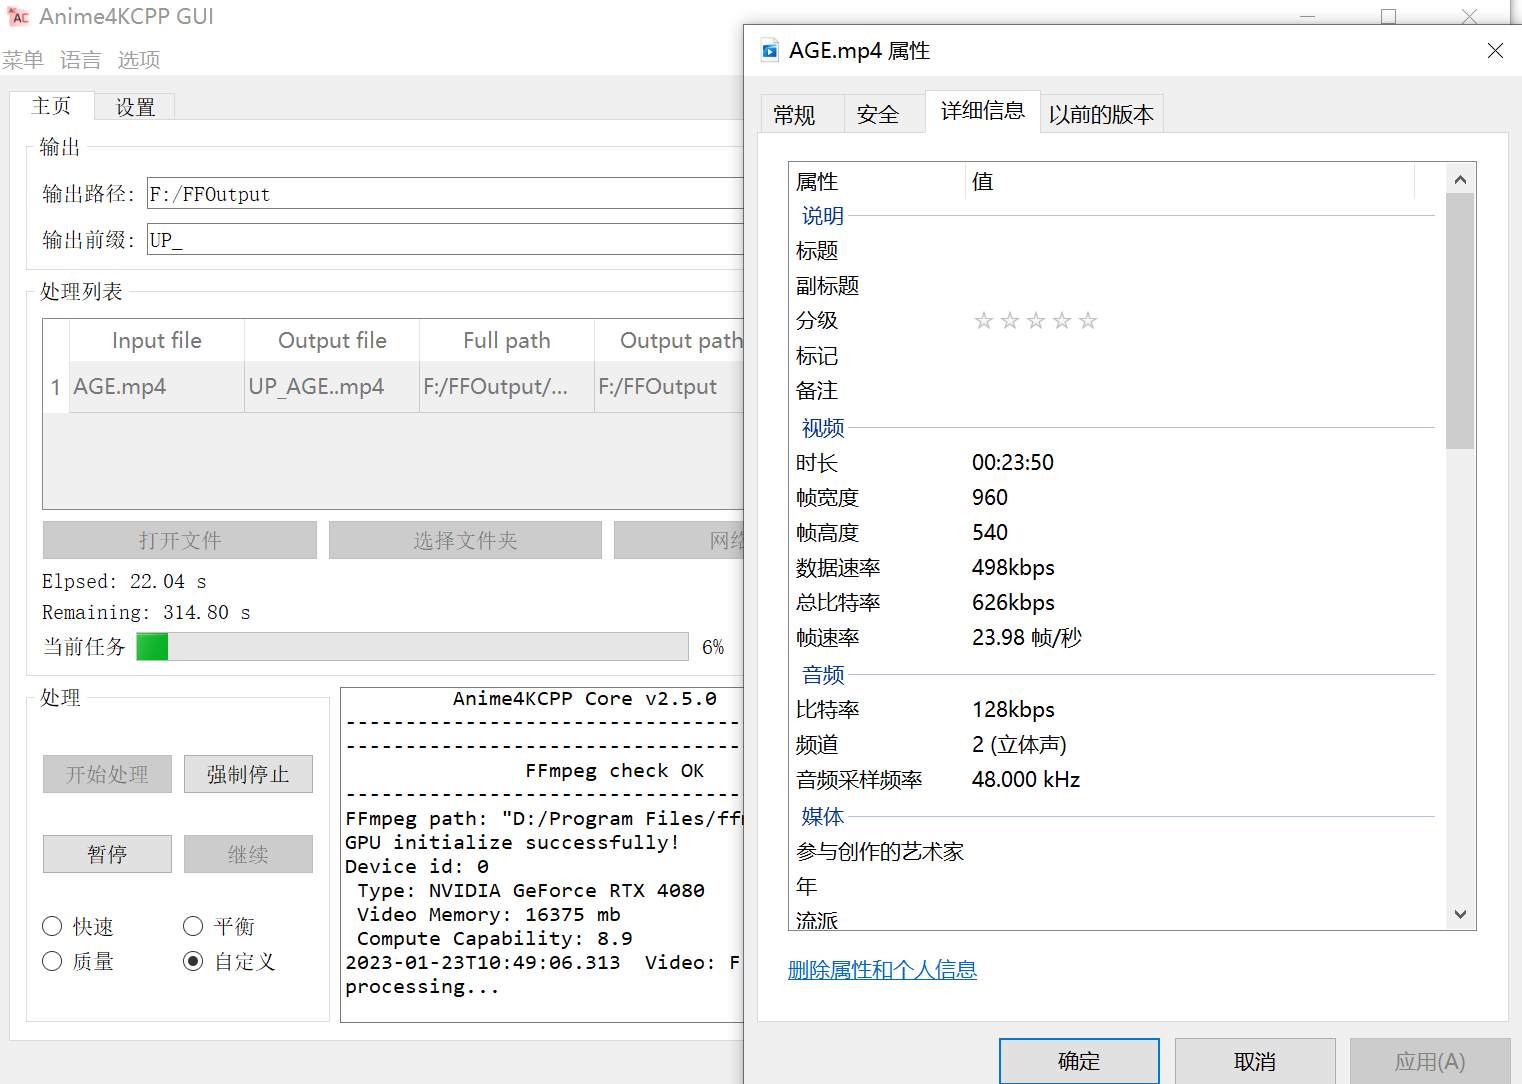 Anime4KCPP GUI
菜单 语言 选项
主页 设置
输出
输出路径: F:/FFOutput
输出前缀: UP_
处理列表
Input file Output file Full path Output path
1 AGE.mp4 UP_AGE..mp4 F:/FFOutput/... F:/FFOutput
打开文件 选择文件夹 网络
Elpsed: 22.04 s
Remaining: 314.80 s
当前任务 6%
处理
开始处理 强制停止
暂停 继续
快速 平衡
质量 自定义
Anime4KCPP Core v2.5.0
----------------------------------
----------------------------------
FFmpeg check OK
----------------------------------
FFmpeg path: "D:/Program Files/ff
GPU initialize successfully!
Device id: 0
Type: NVIDIA GeForce RTX 4080
Video Memory: 16375 mb
Compute Capability: 8.9
2023-01-23T10:49:06.313 Video: F
processing...
AGE.mp4 属性
常规 安全 详细信息 以前的版本
属性 值
说明
标题
副标题
分级 ☆☆☆☆☆
标记
备注
视频
时长 00:23:50
帧宽度 960
帧高度 540
数据速率 498kbps
总比特率 626kbps
帧速率 23.98 帧/秒
音频
比特率 128kbps
频道 2 (立体声)
音频采样频率 48.000 kHz
媒体
参与创作的艺术家
年
流派
删除属性和个人信息
确定 取消 应用(A)